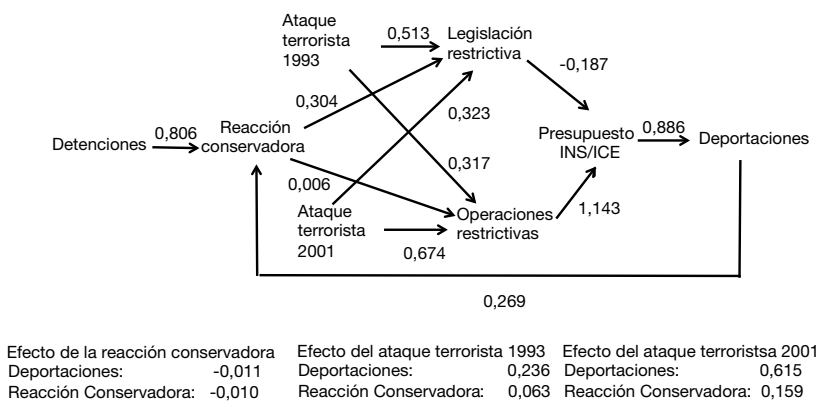 Ataque
terrorista
1993
0,513
Legislación
restrictiva
-0,187
0,304
0,323
Detenciones
0,806
Reacción
conservadora
Presupuesto
INS/ICE
0,886
Deportaciones
0,317
0,006
Ataque
terrorista
2001
0,674
Operaciones
restrictivas
1,143
0,269
Efecto de la reacción conservadora
Deportaciones: -0,011
Reacción Conservadora: -0,010
Efecto del ataque terrorista 1993
Deportaciones: 0,236
Reacción Conservadora: 0,063
Efecto del ataque terroristsa 2001
Deportaciones: 0,615
Reacción Conservadora: 0,159